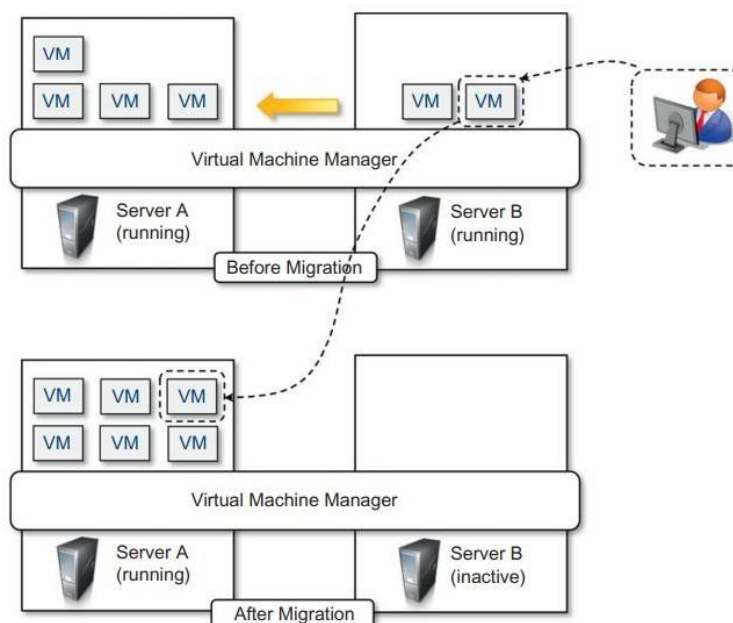 VM
VM VM VM
VM VM
Virtual Machine Manager
Server A
(running)
Server B
(running)
Before Migration
VM VM VM
VM VM VM
Virtual Machine Manager
Server A
(running)
Server B
(inactive)
After Migration